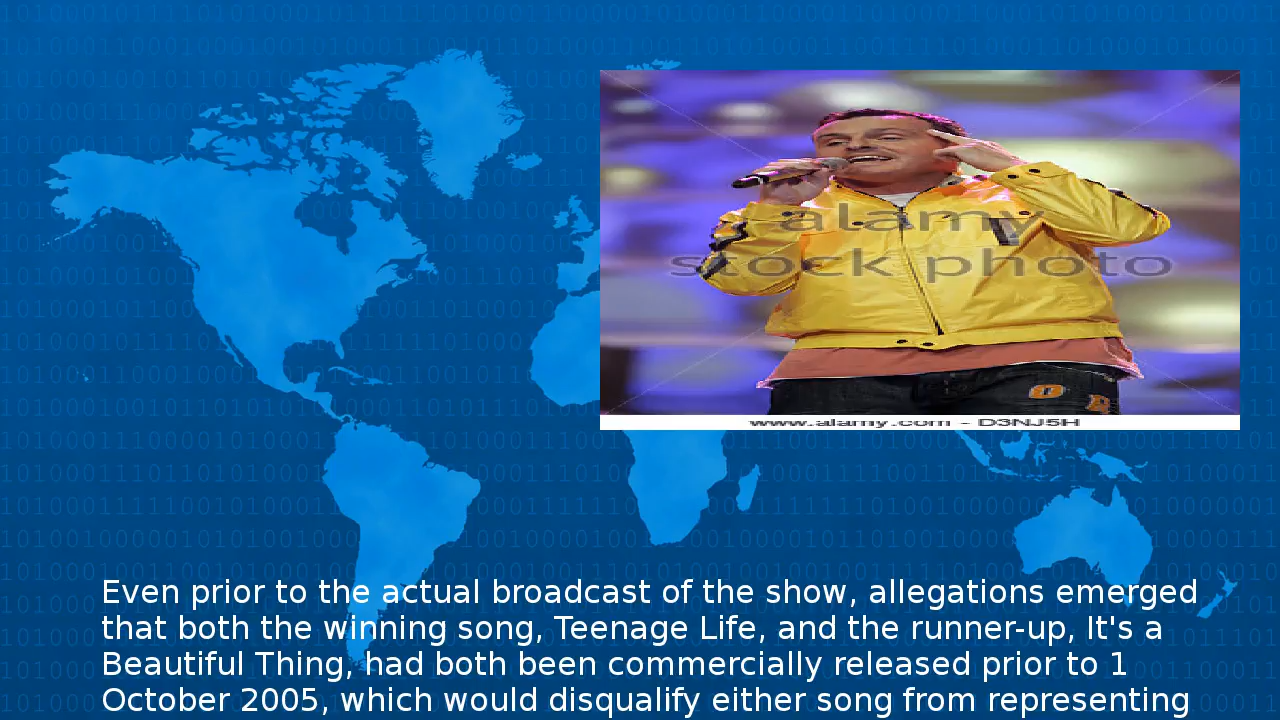 alamy
stock photo
www.alamy.com - D3NJ5H
Even prior to the actual broadcast of the show, allegations emerged
that both the winning song, Teenage Life, and the runner-up, It's a
Beautiful Thing, had both been commercially released prior to 1
October 2005, which would disqualify either song from representing